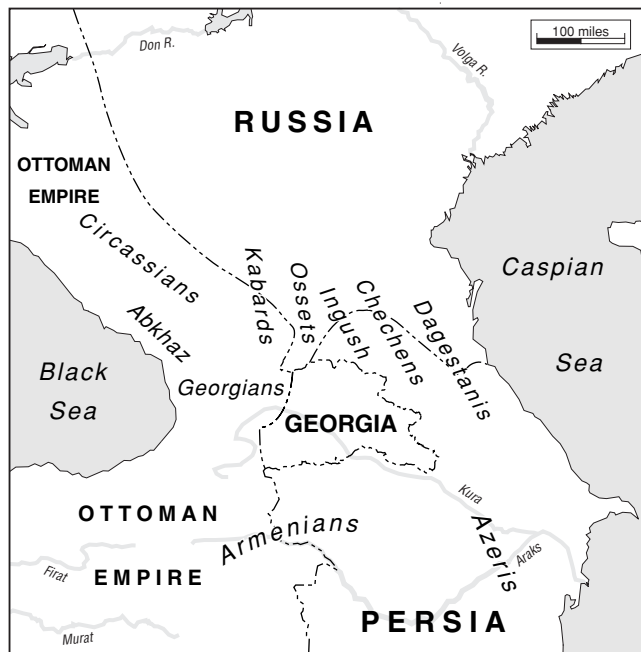 100 miles
Don R.
Volga R.
RUSSIA
OTTOMAN
EMPIRE
Circassians
Kabards
Ossets
Ingush
Chechens
Dagestanis
Caspian
Sea
Abkhaz
Black
Sea
Georgians
GEORGIA
Kura
OTTOMAN
EMPIRE
Armenians
Azeris
Araks
Firat
Murat
PERSIA